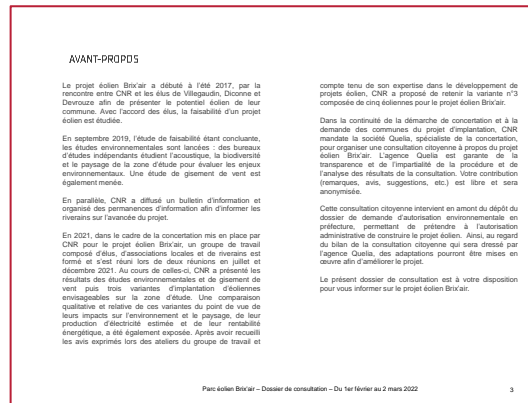 AVANT-PROPOS
Le projet éolien Brix'air a débuté à l'été 2017, par la
rencontre entre CNR et les élus de Villegaudin, Diconne et
Devrouze afin de présenter le potentiel éolien de leur
commune. Avec l'accord des élus, la faisabilité d'un projet
éolien est étudiée.
En septembre 2019, l'étude de faisabilité étant concluante,
les études environnementales sont lancées : des bureaux
d'études indépendants étudient l'acoustique, la biodiversité
et le paysage de la zone d'étude pour évaluer les enjeux
environnementaux. Une étude de gisement de vent est
également menée.
En parallèle, CNR a diffusé un bulletin d'information et
organisé des permanences d'information afin d'informer les
riverains sur l'avancée du projet.
En 2021, dans le cadre de la concertation mis en place par
CNR pour le projet éolien Brix'air, un groupe de travail
composé d'élus, d'associations locales et de riverains est
formé et s'est réuni lors de deux réunions en juillet et
décembre 2021. Au cours de celles-ci, CNR a présenté les
résultats des études environnementales et de gisement de
vent puis trois variantes d'implantation d'éoliennes
envisageables sur la zone d'étude. Une comparaison
qualitative et relative de ces variantes du point de vue de
leurs impacts sur l'environnement et le paysage, de leur
production d'électricité estimée et de leur rentabilité
énergétique, a été également exposée. Après avoir recueilli
les avis exprimés lors des ateliers du groupe de travail et
compte tenu de son expertise dans le développement de
projets éolien, CNR a proposé de retenir la variante n°3
composée de cinq éoliennes pour le projet éolien Brix'air.
Dans la continuité de la démarche de concertation et à la
demande des communes du projet d'implantation, CNR
mandate la société Quelia, spécialiste de la concertation,
pour organiser une consultation citoyenne à propos du projet
éolien Brix'air. L'agence Quelia est garante de la
transparence et de l'impartialité de la procédure et de
l'analyse des résultats de la consultation. Votre contribution
(remarques, avis, suggestions, etc.) est libre et sera
anonymisée.
Cette consultation citoyenne intervient en amont du dépôt du
dossier de demande d'autorisation environnementale en
préfecture, permettant de prétendre à l'autorisation
administrative de construire le projet éolien. Ainsi, au regard
du bilan de la consultation citoyenne qui sera dressé par
l'agence Quelia, des adaptations pourront être mises en
œuvre afin d'améliorer le projet.
Le présent dossier de consultation est à votre disposition
pour vous informer sur le projet éolien Brix'air.
Parc éolien Brix'air – Dossier de consultation – Du 1er février au 2 mars 2022
3